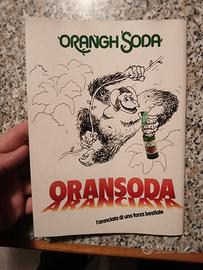 ORANGH'SODA
ORANSODA
ARANCIATA
l'aranciata di una forza bestiale